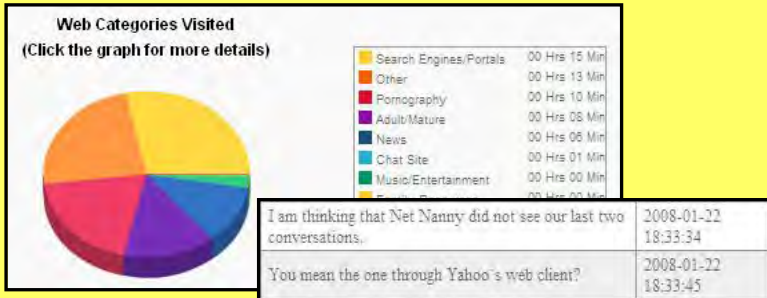 Web Categories Visited
(Click the graph for more details)
Search Engines/Portals 00 Hrs 15 Min
Other 00 Hrs 13 Min
Pornography 00 Hrs 10 Min
Adult/Mature 00 Hrs 08 Min
News 00 Hrs 06 Min
Chat Site 00 Hrs 01 Min
Music/Entertainment 00 Hrs 00 Min
00 Hrs 00 Min
I am thinking that Net Nanny did not see our last two
conversations.
2008-01-22
18:33:34
You mean the one through Yahoo`s web client?
2008-01-22
18:33:45